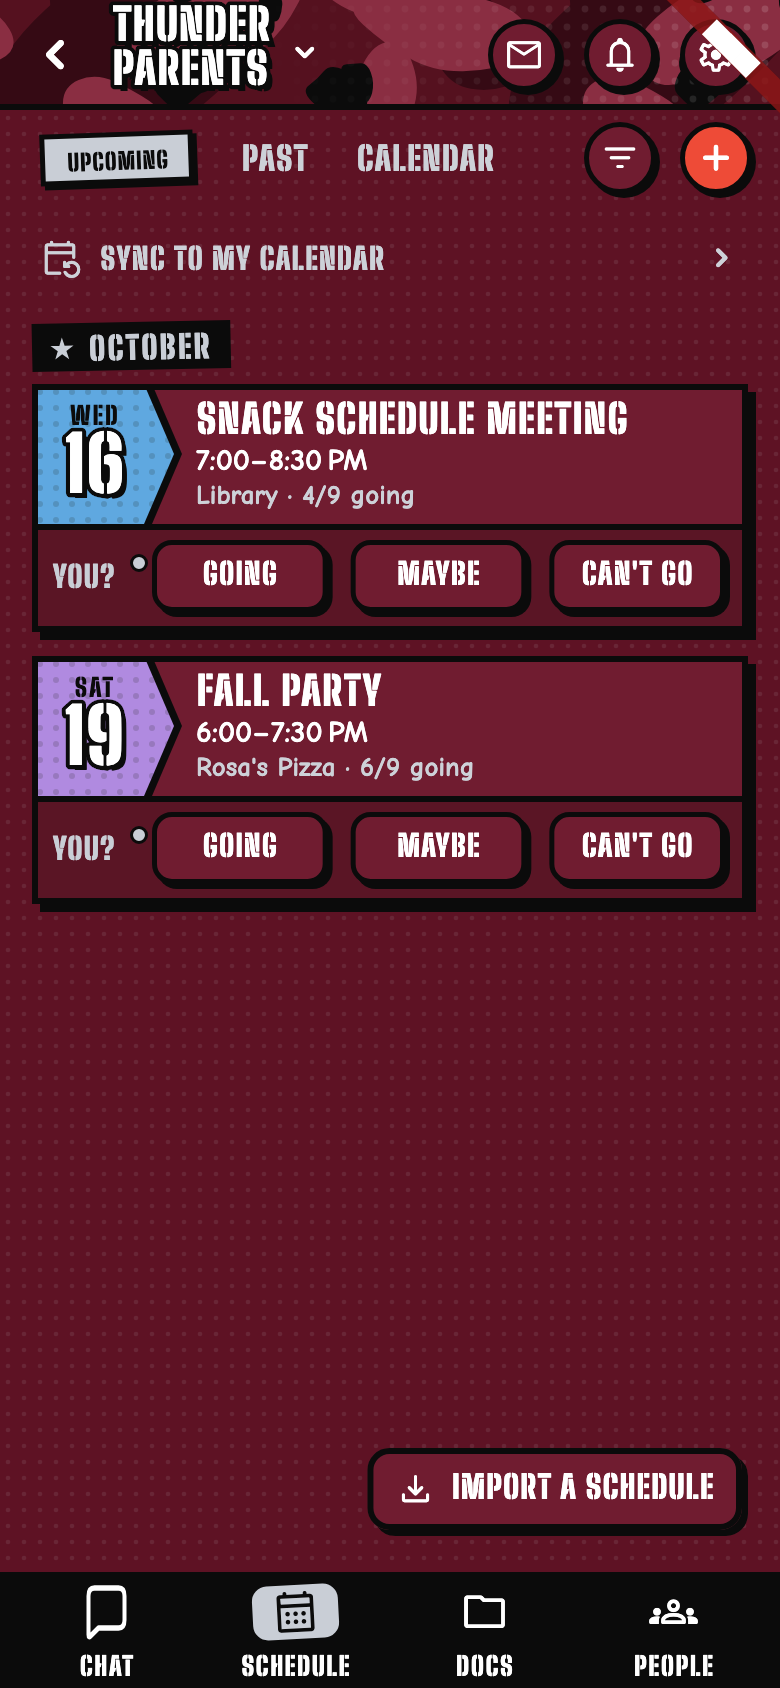 THUNDER
PARENTS
UPCOMING PAST CALENDAR
SYNC TO MY CALENDAR
★ OCTOBER
WED
16
SNACK SCHEDULE MEETING
7:00–8:30 PM
Library · 4/9 going
YOU? GOING MAYBE CAN'T GO
SAT
19
FALL PARTY
6:00–7:30 PM
Rosa's Pizza · 6/9 going
YOU? GOING MAYBE CAN'T GO
IMPORT A SCHEDULE
CHAT SCHEDULE DOCS PEOPLE